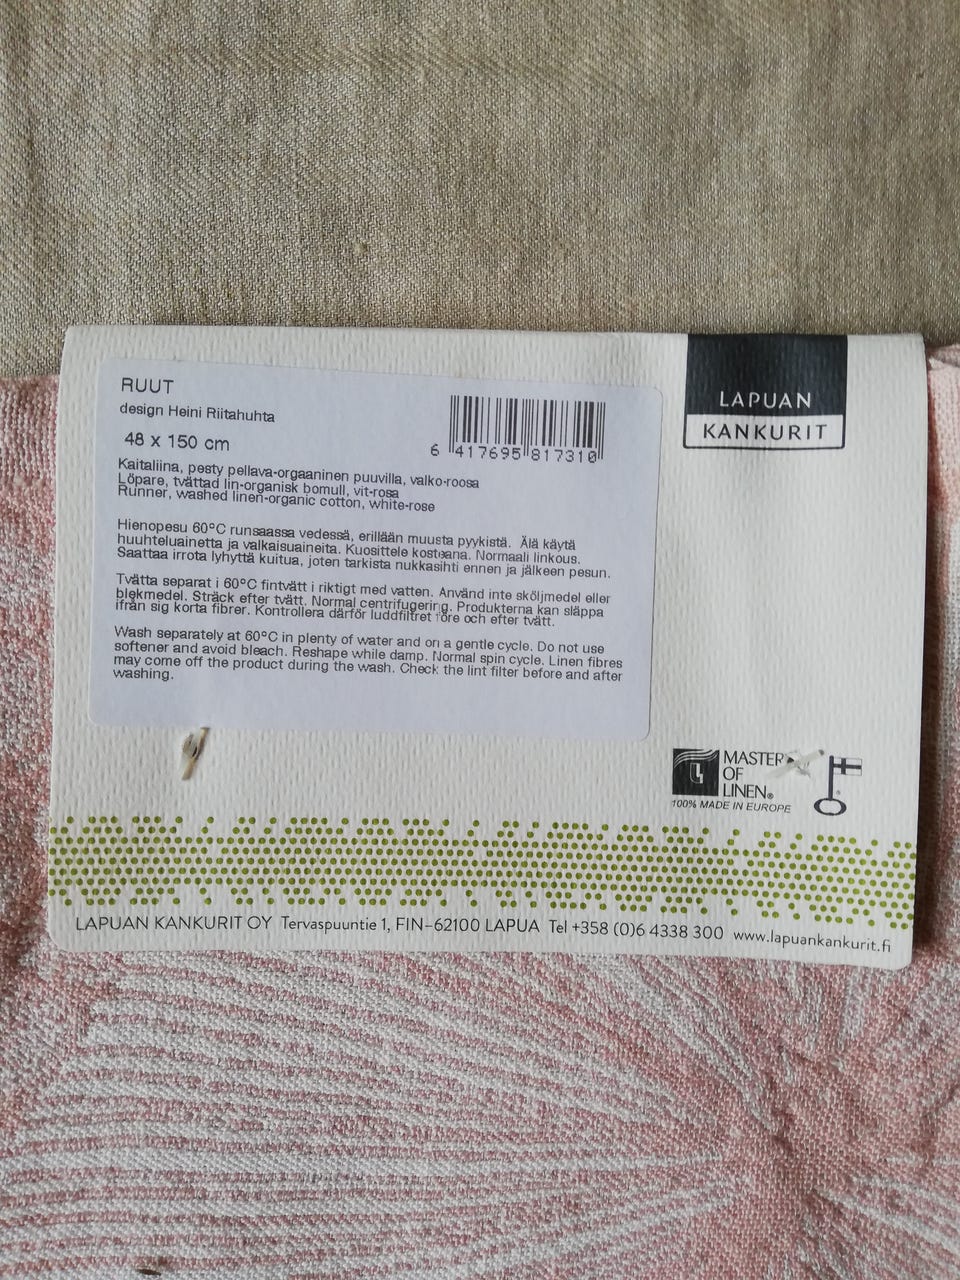 RUUT
design Heini Riitahuhta
48 x 150 cm
6 417695 817310
Kaitaliina, pesty pellava-orgaaninen puuvilla, valko-roosa
Löpare, tvättad lin-organisk bomull, vit-rosa
Runner, washed linen-organic cotton, white-rose
Hienopesu 60°C runsaassa vedessä, erillään muusta pyykistä. Älä käytä
huuhteluainetta ja valkaisuaineita. Kuosittele kosteana. Normaali linkous.
Saattaa irrota lyhyttä kuitua, joten tarkista nukkasihti ennen ja jälkeen pesun.
Tvätta separat i 60°C fintvätt i riktigt med vatten. Använd inte sköljmedel eller
blekmedel. Sträck efter tvätt. Normal centrifugering. Produkterna kan släppa
ifrån sig korta fibrer. Kontrollera därför luddfiltret före och efter tvätt.
Wash separately at 60°C in plenty of water and on a gentle cycle. Do not use
softener and avoid bleach. Reshape while damp. Normal spin cycle. Linen fibres
may come off the product during the wash. Check the lint filter before and after
washing.
LAPUAN
KANKURIT
MASTERS
OF
LINEN®
100% MADE IN EUROPE
LAPUAN KANKURIT OY Tervaspuuntie 1, FIN-62100 LAPUA Tel +358 (0)6 4338 300 www.lapuankankurit.fi